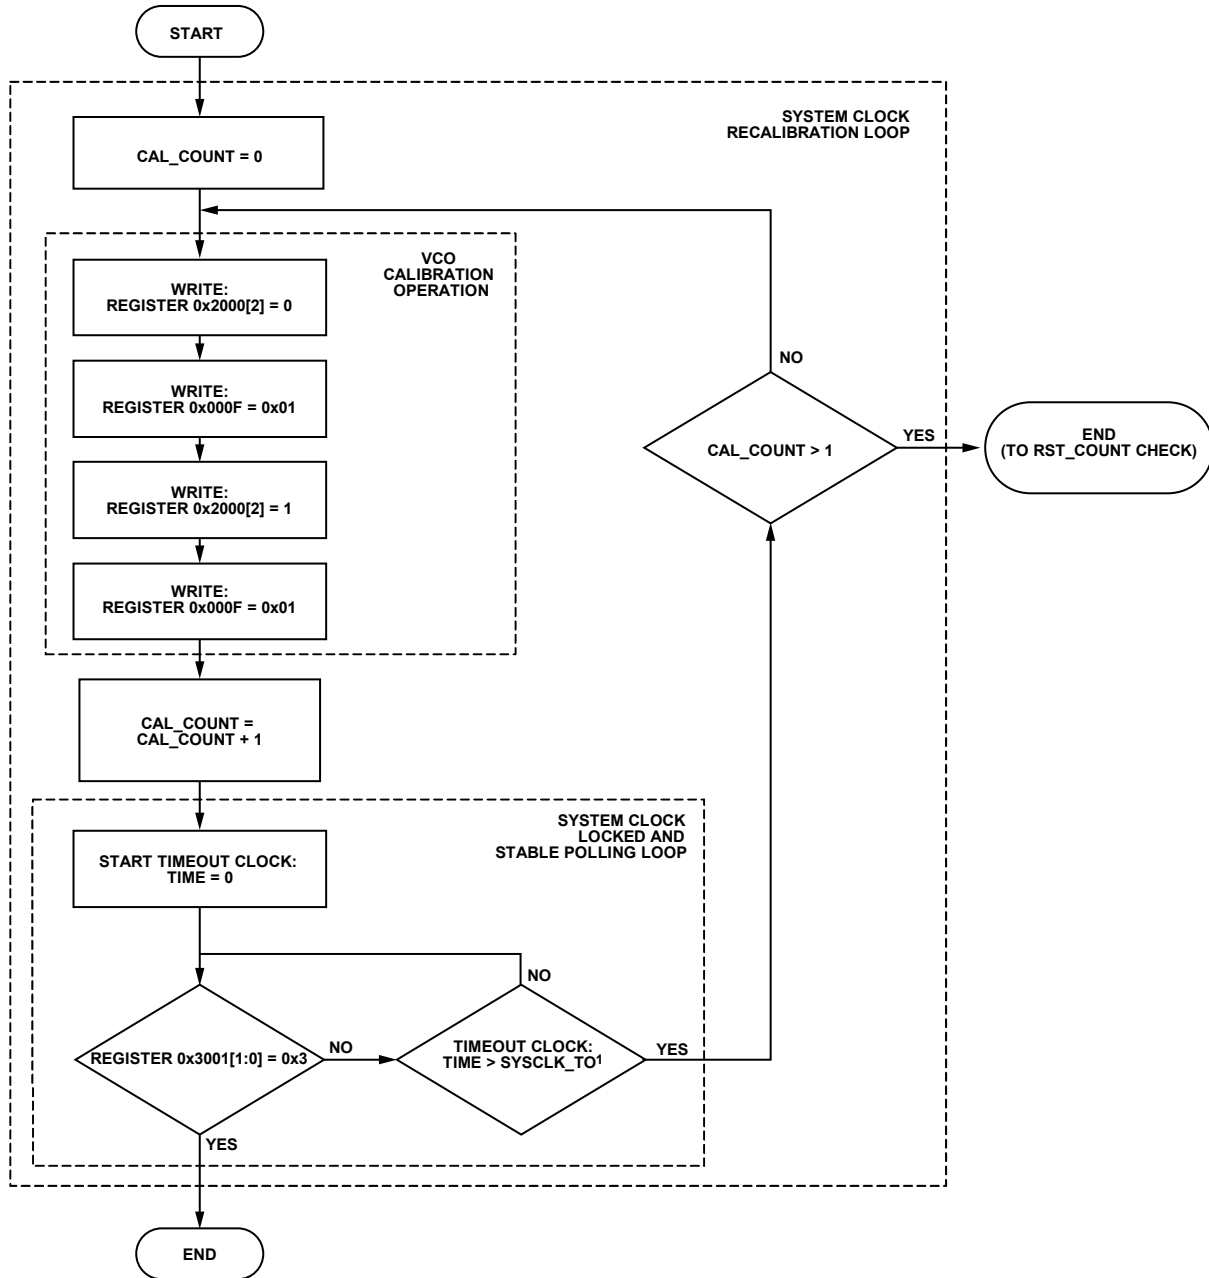 START
SYSTEM CLOCK
RECALIBRATION LOOP
CAL_COUNT = 0
VCO
CALIBRATION
OPERATION
WRITE:
REGISTER 0x2000[2] = 0
WRITE:
REGISTER 0x000F = 0x01
WRITE:
REGISTER 0x2000[2] = 1
WRITE:
REGISTER 0x000F = 0x01
NO
CAL_COUNT > 1
YES
END
(TO RST_COUNT CHECK)
CAL_COUNT =
CAL_COUNT + 1
SYSTEM CLOCK
LOCKED AND
STABLE POLLING LOOP
START TIMEOUT CLOCK:
TIME = 0
NO
REGISTER 0x3001[1:0] = 0x3
NO
TIMEOUT CLOCK:
TIME > SYSCLK_TO¹
YES
YES
END